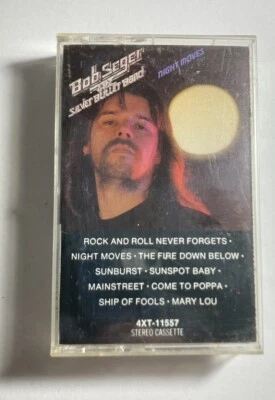 Bob Seger
AND THE
SILVER BULLET BAND
NIGHT MOVES
ROCK AND ROLL NEVER FORGETS •
NIGHT MOVES • THE FIRE DOWN BELOW •
SUNBURST • SUNSPOT BABY •
MAINSTREET • COME TO POPPA •
SHIP OF FOOLS • MARY LOU
4XT-11557
STEREO CASSETTE